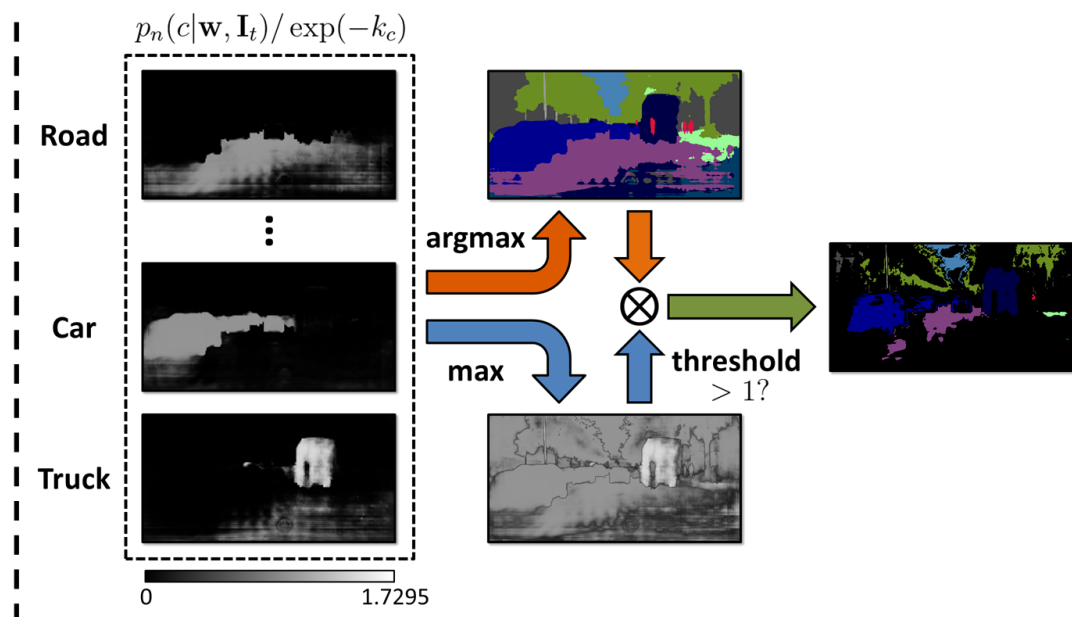 p_n(c|w, I_t)/ exp(−k_c)
Road
⋮
argmax
Car
max
threshold
> 1?
Truck
0
1.7295